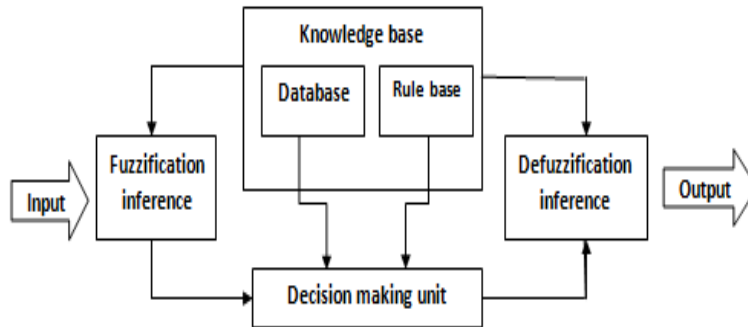 Knowledge base
Database
Rule base
Fuzzification
inference
Defuzzification
inference
Input
Output
Decision making unit